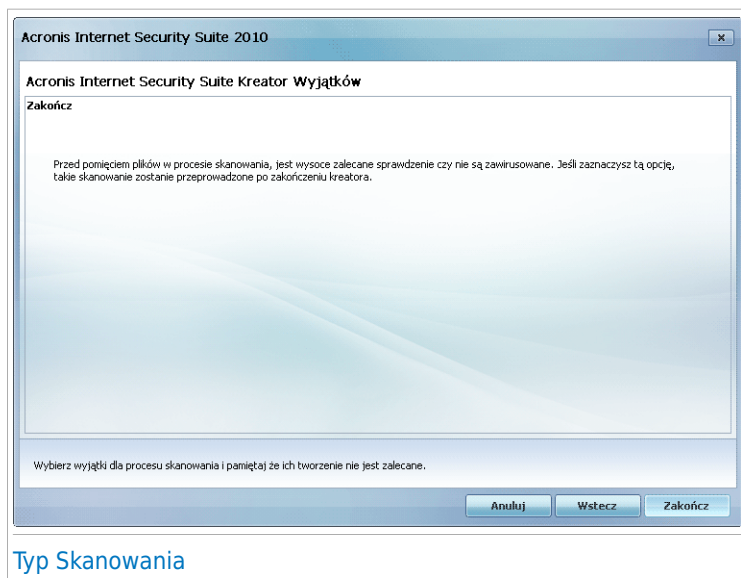 Acronis Internet Security Suite 2010
x
Acronis Internet Security Suite Kreator Wyjątków
Zakończ
Przed pomięciem plików w procesie skanowania, jest wysoce zalecane sprawdzenie czy nie są zawirusowane. Jeśli zaznaczysz tą opcję,
takie skanowanie zostanie przeprowadzone po zakończeniu kreatora.
Wybierz wyjątki dla procesu skanowania i pamiętaj że ich tworzenie nie jest zalecane.
Anuluj
Wstecz
Zakończ
Typ Skanowania